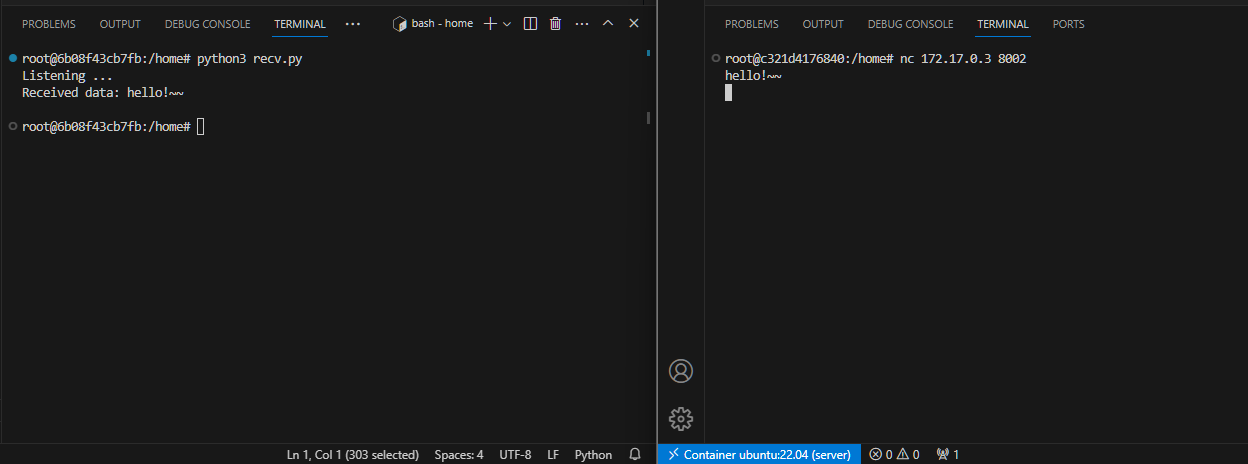 PROBLEMS OUTPUT DEBUG CONSOLE TERMINAL ... bash - home
root@6b08f43cb7fb:/home# python3 recv.py
Listening ...
Received data: hello!~~
root@6b08f43cb7fb:/home#
Ln 1, Col 1 (303 selected) Spaces: 4 UTF-8 LF Python
PROBLEMS OUTPUT DEBUG CONSOLE TERMINAL PORTS
root@c321d4176840:/home# nc 172.17.0.3 8002
hello!~~
Container ubuntu:22.04 (server) 0 0 1